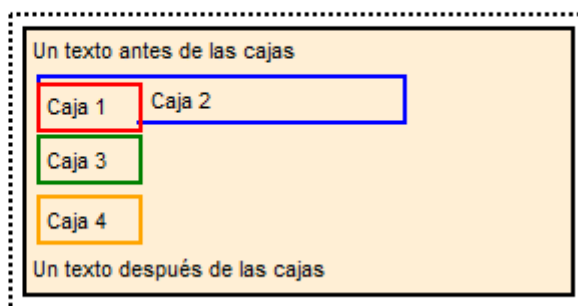 Un texto antes de las cajas
Caja 1 Caja 2
Caja 3
Caja 4
Un texto después de las cajas